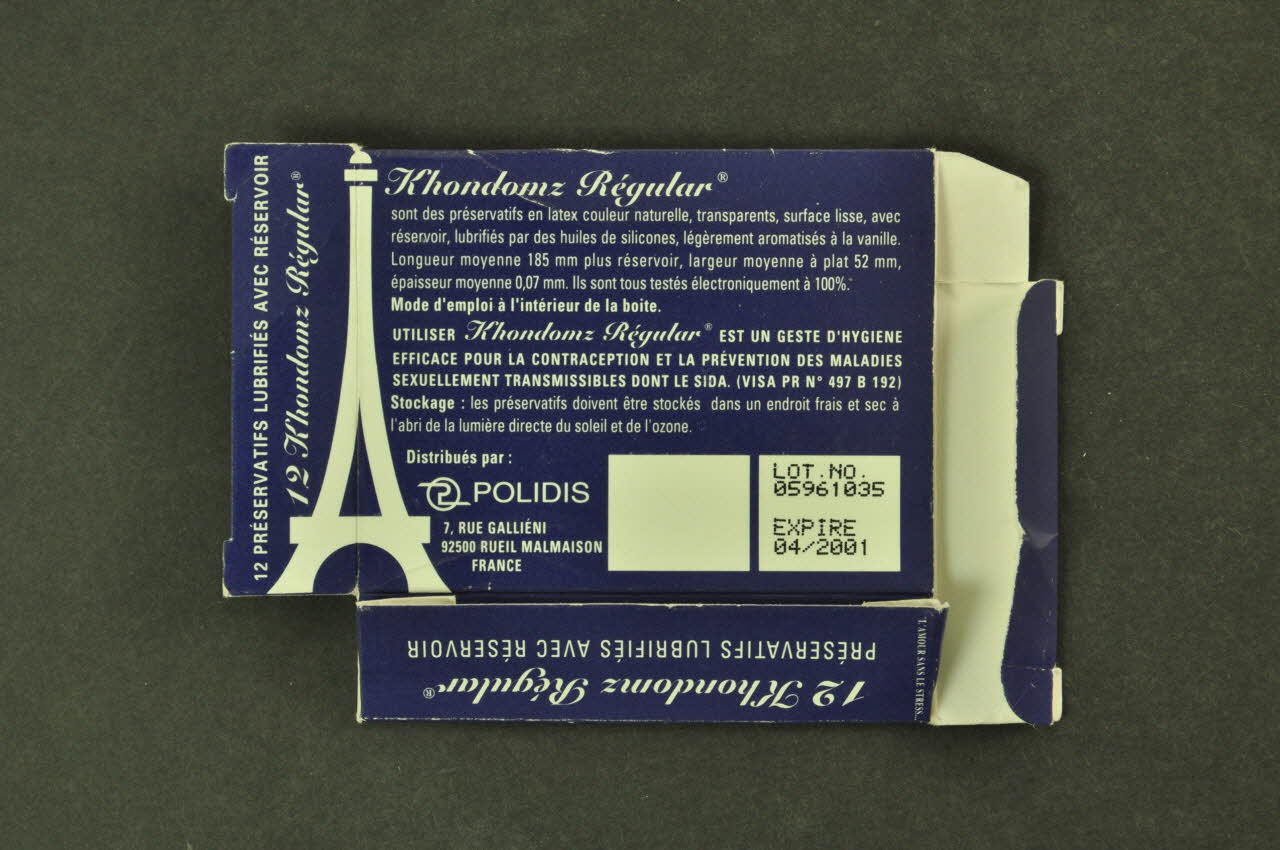 12 PRÉSERVATIFS LUBRIFIÉS AVEC RÉSERVOIR
12 Khondomz Régular®
Khondomz Régular®
sont des préservatifs en latex couleur naturelle, transparents, surface lisse, avec
réservoir, lubrifiés par des huiles de silicones, légèrement aromatisés à la vanille.
Longueur moyenne 185 mm plus réservoir, largeur moyenne à plat 52 mm,
épaisseur moyenne 0,07 mm. Ils sont tous testés électroniquement à 100%.
Mode d'emploi à l'intérieur de la boite.
UTILISER Khondomz Régular® EST UN GESTE D'HYGIENE
EFFICACE POUR LA CONTRACEPTION ET LA PRÉVENTION DES MALADIES
SEXUELLEMENT TRANSMISSIBLES DONT LE SIDA. (VISA PR N° 497 B 192)
Stockage : les préservatifs doivent être stockés dans un endroit frais et sec à
l'abri de la lumière directe du soleil et de l'ozone.
Distribués par :
POLIDIS
7, RUE GALLIÉNI
92500 RUEIL MALMAISON
FRANCE
LOT.NO.
05961035
EXPIRE
04/2001
12 Khondomz Régular®
PRÉSERVATIFS LUBRIFIÉS AVEC RÉSERVOIR
"L'AMOUR SANS LE STRESS...